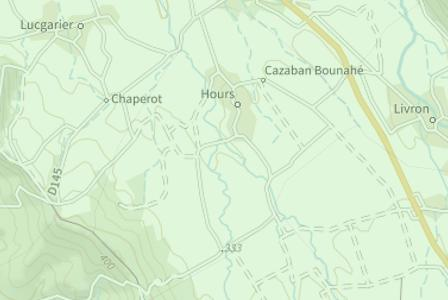 Lucgarier
Cazaban Bounahé
Hours
Chaperot
Livron
D145
333
400